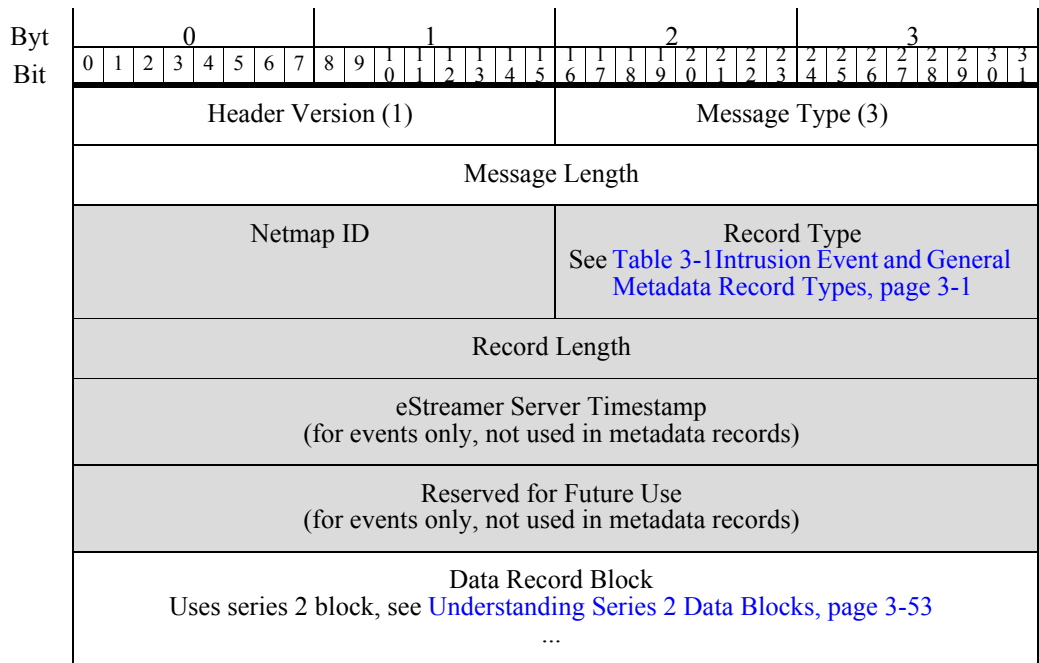 Byt 0 1 2 3
Bit 0 1 2 3 4 5 6 7 8 9 10 11 12 13 14 15 16 17 18 19 20 21 22 23 24 25 26 27 28 29 30 31
Header Version (1) Message Type (3)
Message Length
Netmap ID Record Type
See Table 3-1Intrusion Event and General
Metadata Record Types, page 3-1
Record Length
eStreamer Server Timestamp
(for events only, not used in metadata records)
Reserved for Future Use
(for events only, not used in metadata records)
Data Record Block
Uses series 2 block, see Understanding Series 2 Data Blocks, page 3-53
...